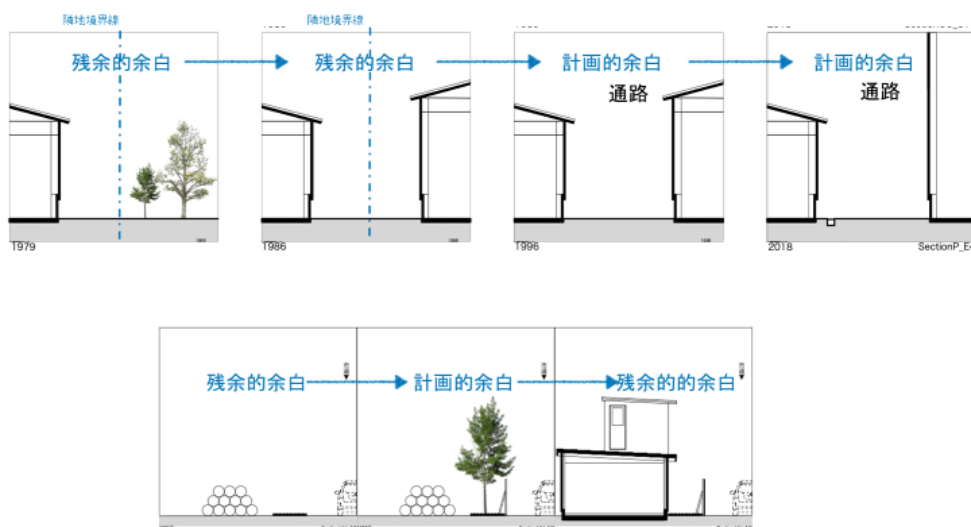 隣地境界線
隣地境界線
残余的余白
残余的余白
計画的余白
通路
計画的余白
通路
1979
1986
1996
2018
SectionP_E
残余的余白
計画的余白
残余的的余白